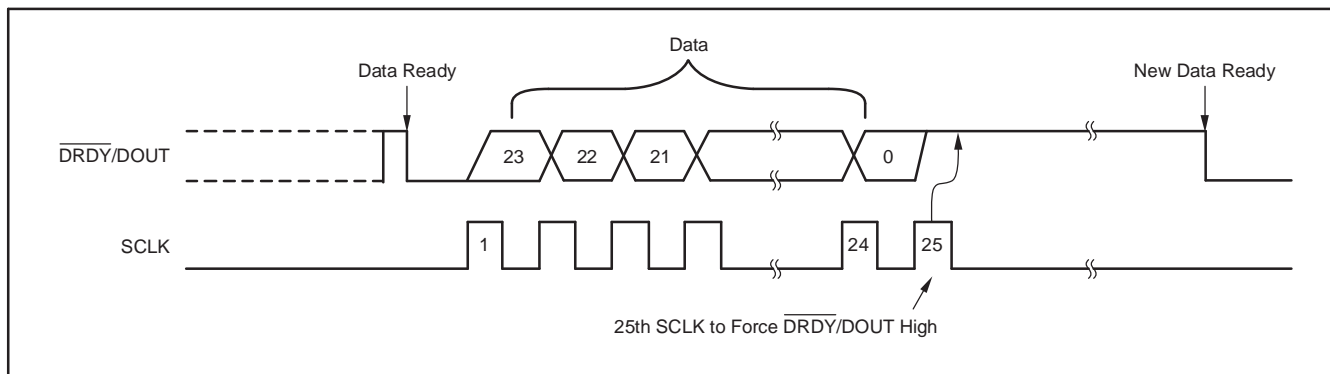 Data
Data Ready
New Data Ready
DRDY/DOUT
23
22
21
0
SCLK
1
24
25
25th SCLK to Force DRDY/DOUT High